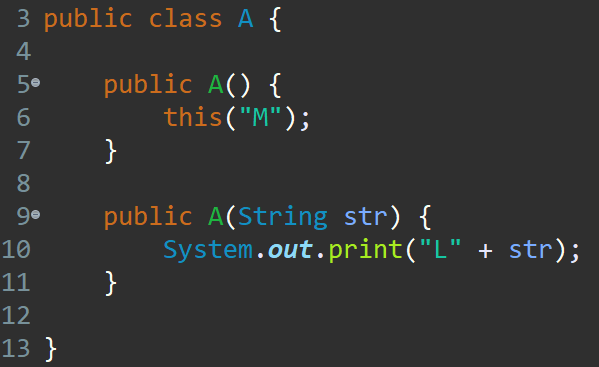 3 public class A {
4
5 public A() {
6 this("M");
7 }
8
9 public A(String str) {
10 System.out.print("L" + str);
11 }
12
13 }